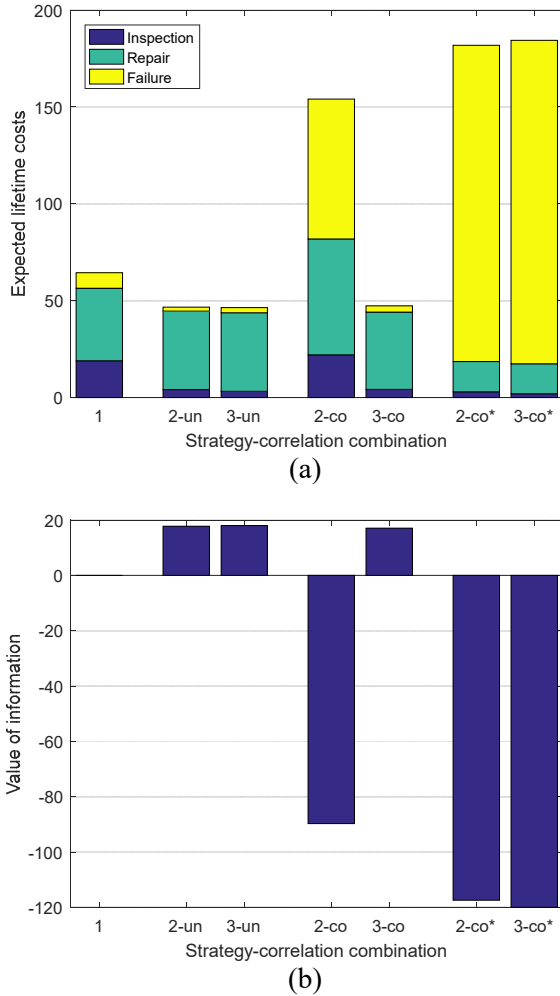 200
150
100
50
0
Expected lifetime costs
Inspection
Repair
Failure
1 2-un 3-un 2-co 3-co 2-co* 3-co*
Strategy-correlation combination
(a)
20
0
-20
-40
-60
-80
-100
-120
Value of information
1 2-un 3-un 2-co 3-co 2-co* 3-co*
Strategy-correlation combination
(b)